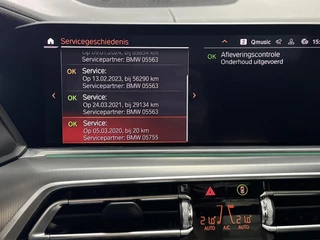 Servicegeschiedenis
Servicepartner: BMW 05563
OK Service:
Op 13.02.2023, bij 56290 km
Servicepartner: BMW 05563
OK Service:
Op 24.03.2021, bij 29134 km
Servicepartner: BMW 05563
OK Service:
Op 05.03.2020, bij 20 km
Servicepartner: BMW 05755
2 Qmusic
OK Afleveringscontrole
Onderhoud uitgevoerd
AUTO
A/C
AUTO